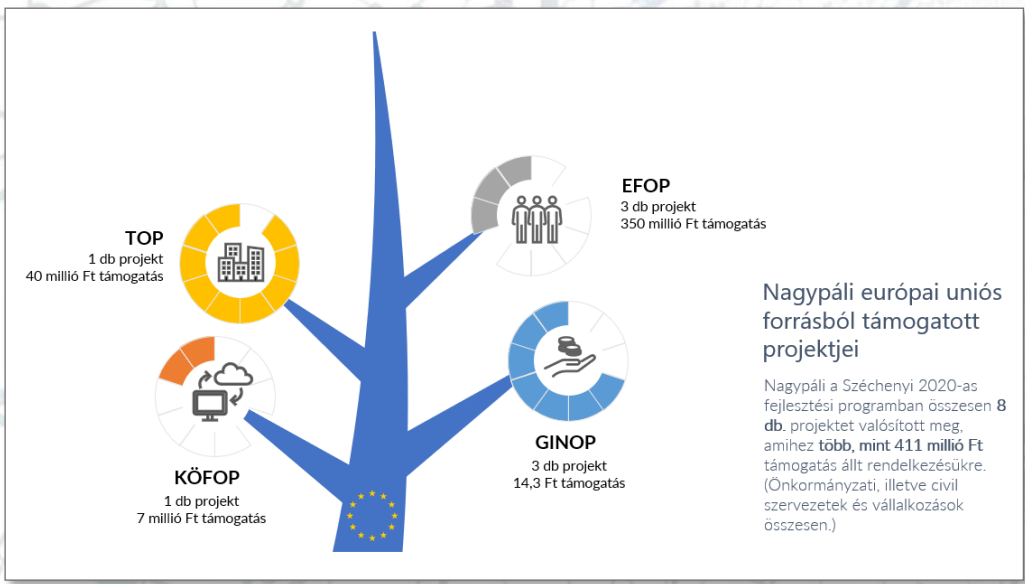 EFOP
3 db projekt
350 millió Ft támogatás
TOP
1 db projekt
40 millió Ft támogatás
Nagypáli európai uniós
forrásból támogatott
projektjei
Nagypáli a Széchenyi 2020-as
fejlesztési programban összesen 8
db. projektet valósított meg,
amihez több, mint 411 millió Ft
támogatás állt rendelkezésükre.
(Önkormányzati, illetve civil
szervezetek és vállalkozások
összesen.)
GINOP
3 db projekt
14,3 Ft támogatás
KÖFOP
1 db projekt
7 millió Ft támogatás